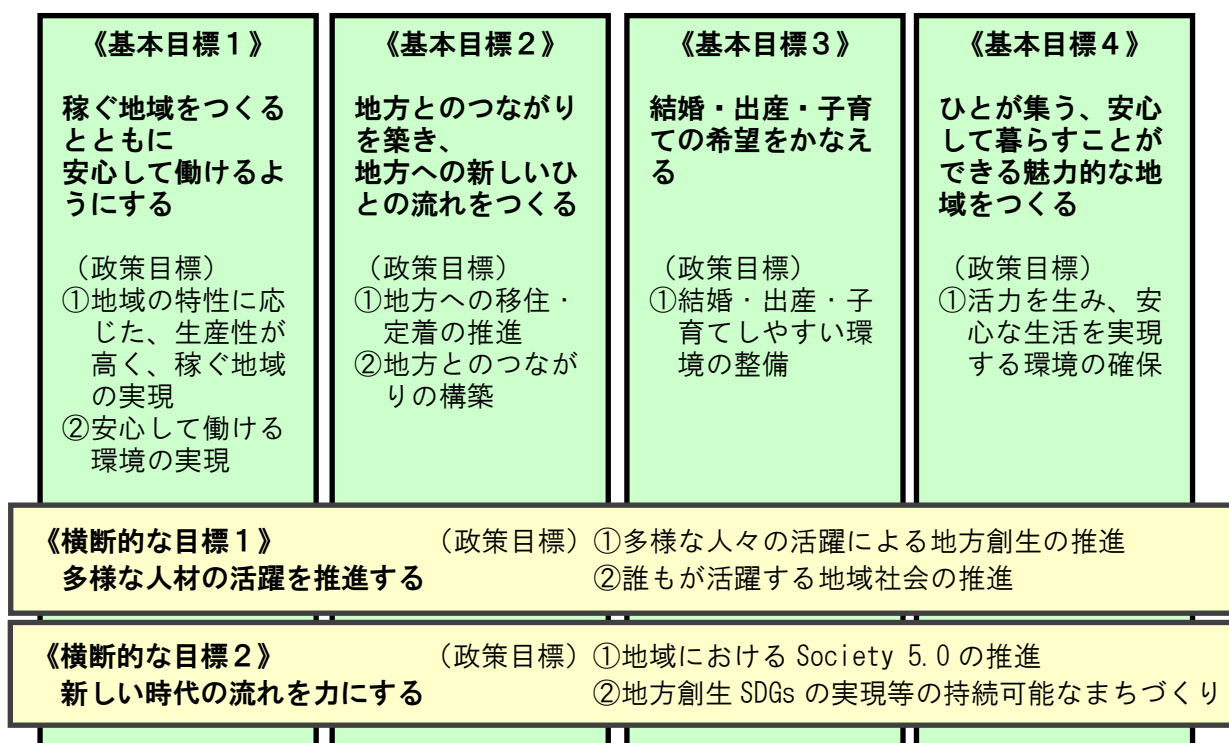 《基本目標１》
稼ぐ地域をつくる
とともに
安心して働けるよ
うにする
（政策目標）
①地域の特性に応
じた、生産性が
高く、稼ぐ地域
の実現
②安心して働ける
環境の実現
《基本目標２》
地方とのつながり
を築き、
地方への新しいひ
との流れをつくる
（政策目標）
①地方への移住・
定着の推進
②地方とのつなが
りの構築
《基本目標３》
結婚・出産・子育
ての希望をかなえ
る
（政策目標）
①結婚・出産・子
育てしやすい環
境の整備
《基本目標４》
ひとが集う、安心
して暮らすことが
できる魅力的な地
域をつくる
（政策目標）
①活力を生み、安
心な生活を実現
する環境の確保
《横断的な目標１》 （政策目標）①多様な人々の活躍による地方創生の推進
多様な人材の活躍を推進する ②誰もが活躍する地域社会の推進
《横断的な目標２》 （政策目標）①地域における Society 5.0 の推進
新しい時代の流れを力にする ②地方創生 SDGs の実現等の持続可能なまちづくり